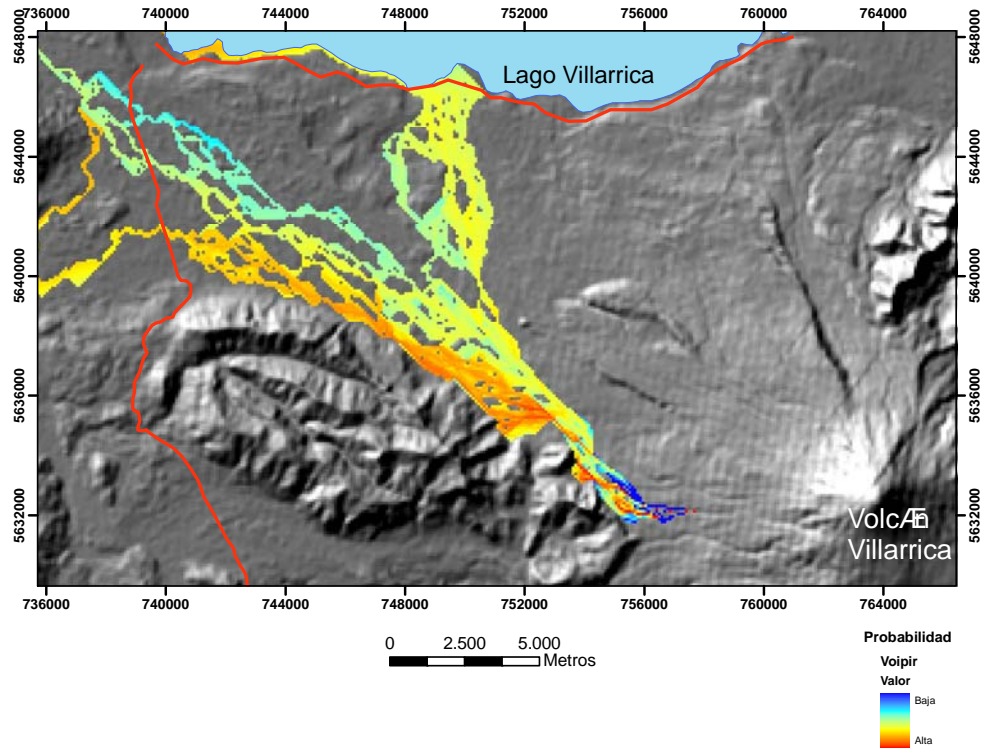 736000 740000 744000 748000 752000 756000 760000 764000
5648000 5648000
5644000 5644000
5640000 5640000
5636000 5636000
5632000 5632000
Lago Villarrica
VolcÆn
Villarrica
736000 740000 744000 748000 752000 756000 760000 764000
0 2.500 5.000
Metros
Probabilidad
Voipir
Valor
Baja
Alta